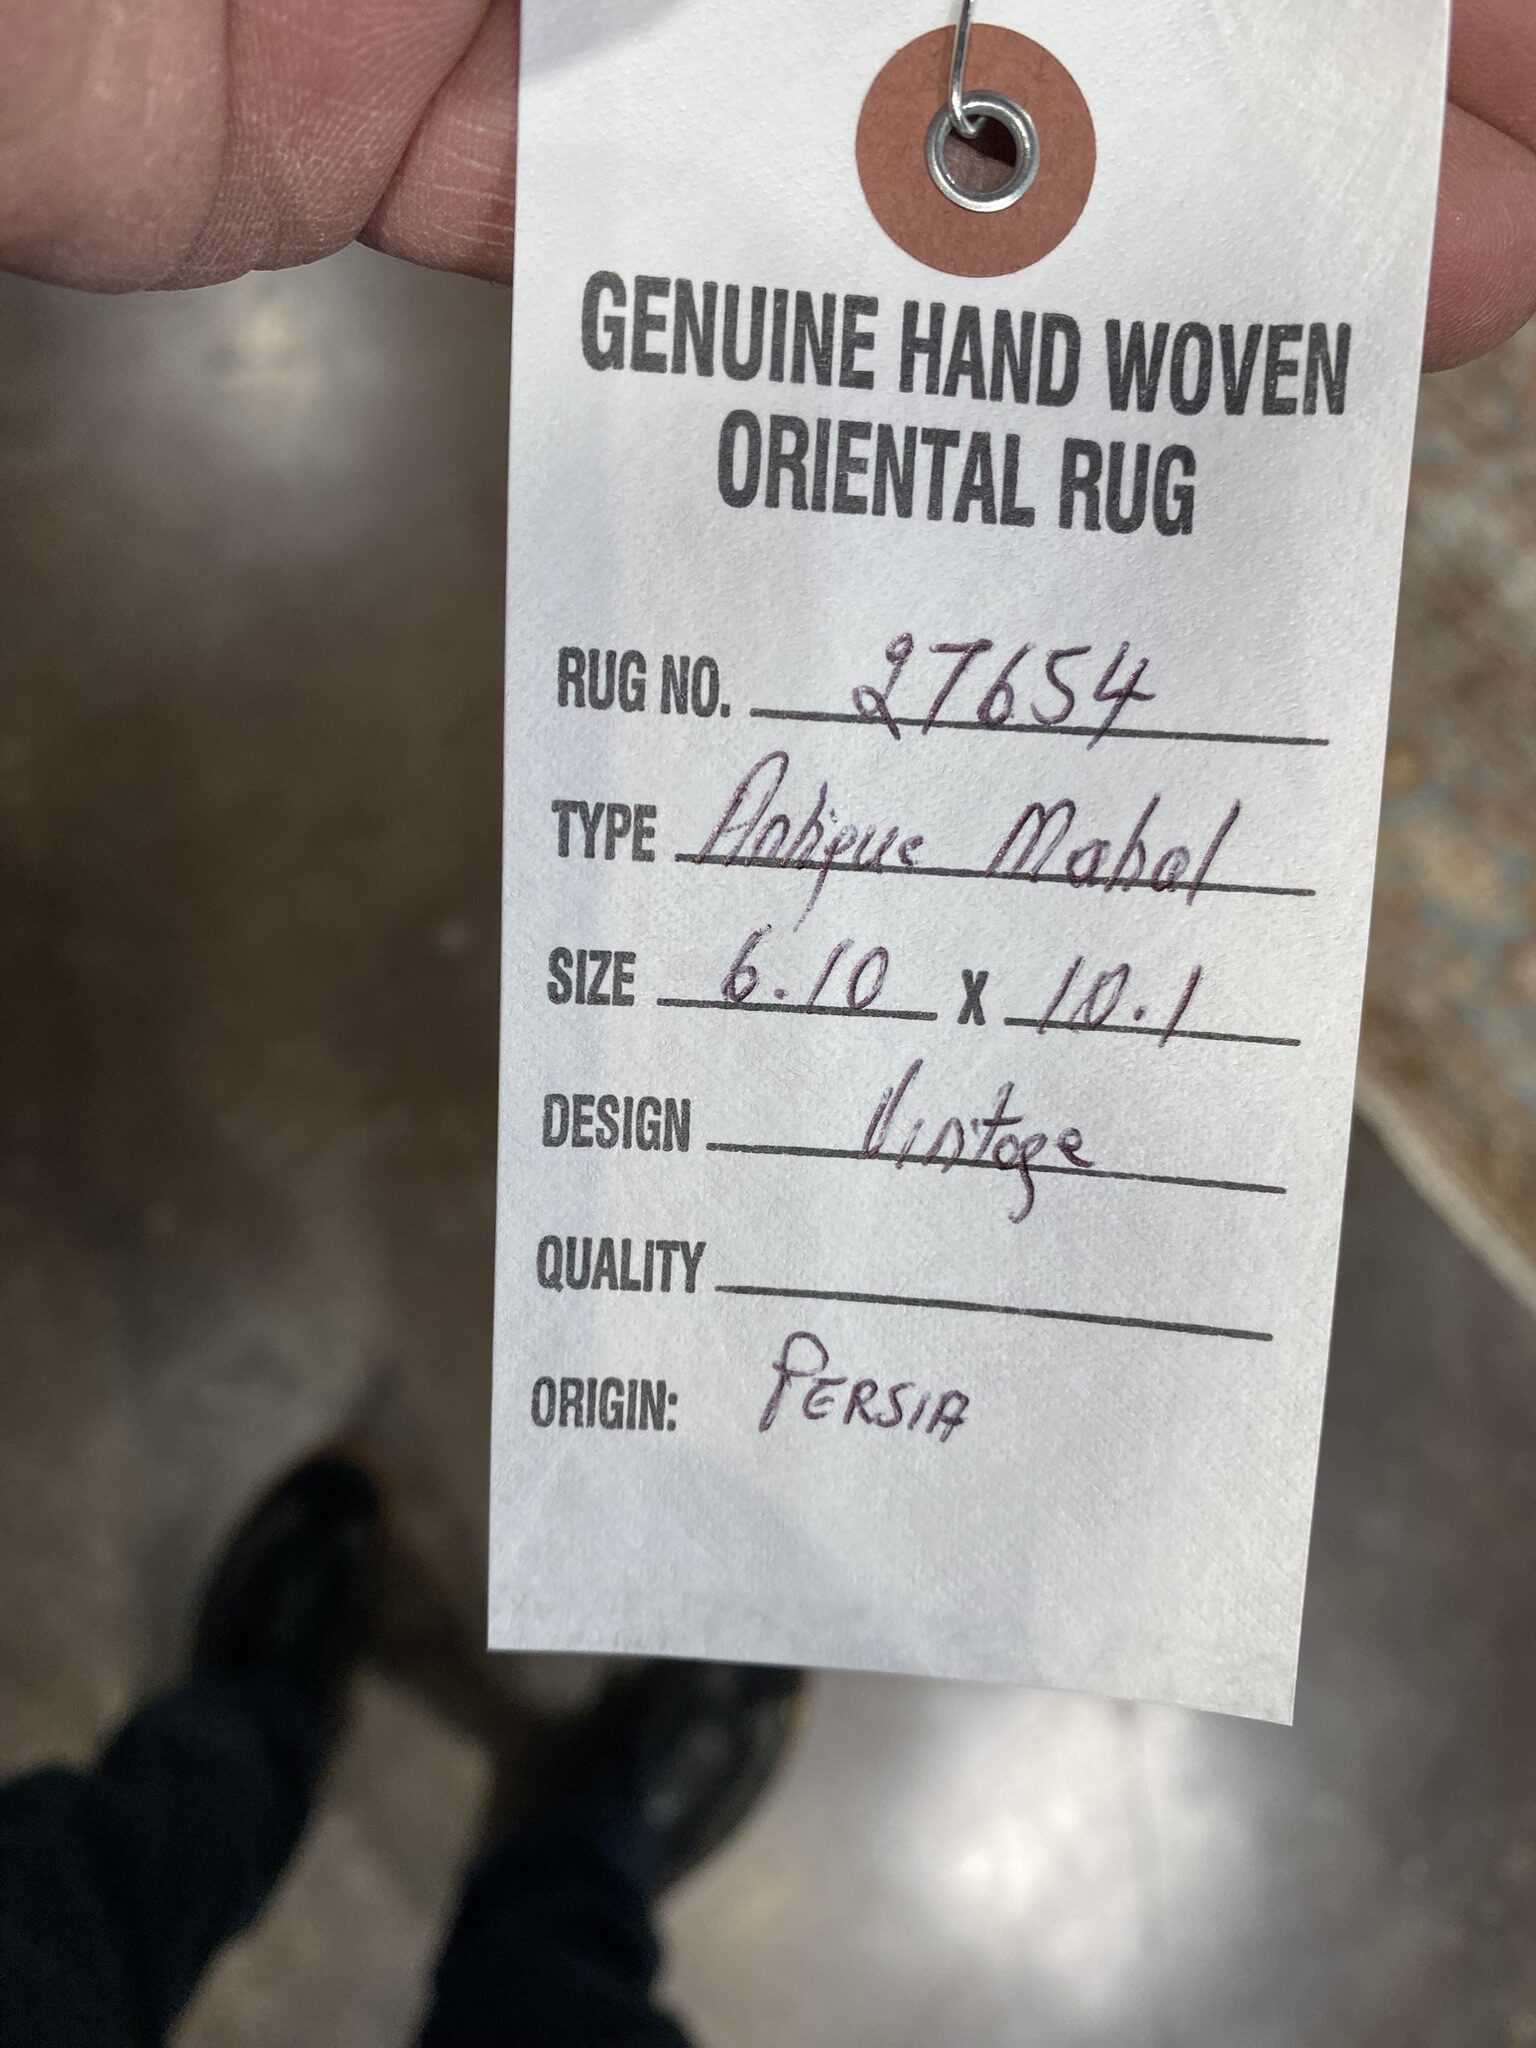 GENUINE HAND WOVEN
ORIENTAL RUG
RUG NO. 27654
TYPE Antique Mahal
SIZE 6.10 X 10.1
DESIGN Vintage
QUALITY
ORIGIN: PERSIA